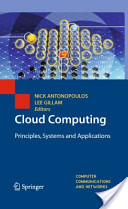 NICK ANTONOPOULOS
LEE GILLAM
Editors
Cloud Computing
Principles, Systems and Applications
COMPUTER
COMMUNICATIONS
AND NETWORKS
Springer